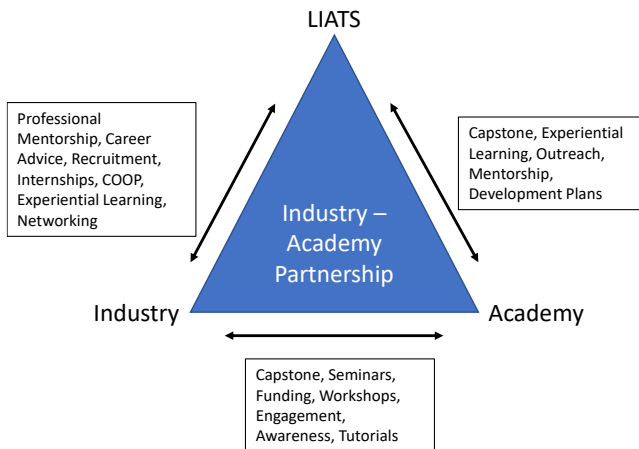 LIATS
Professional
Mentorship, Career
Advice, Recruitment,
Internships, COOP,
Experiential Learning,
Networking
Capstone, Experiential
Learning, Outreach,
Mentorship,
Development Plans
Industry –
Academy
Partnership
Industry
Academy
Capstone, Seminars,
Funding, Workshops,
Engagement,
Awareness, Tutorials